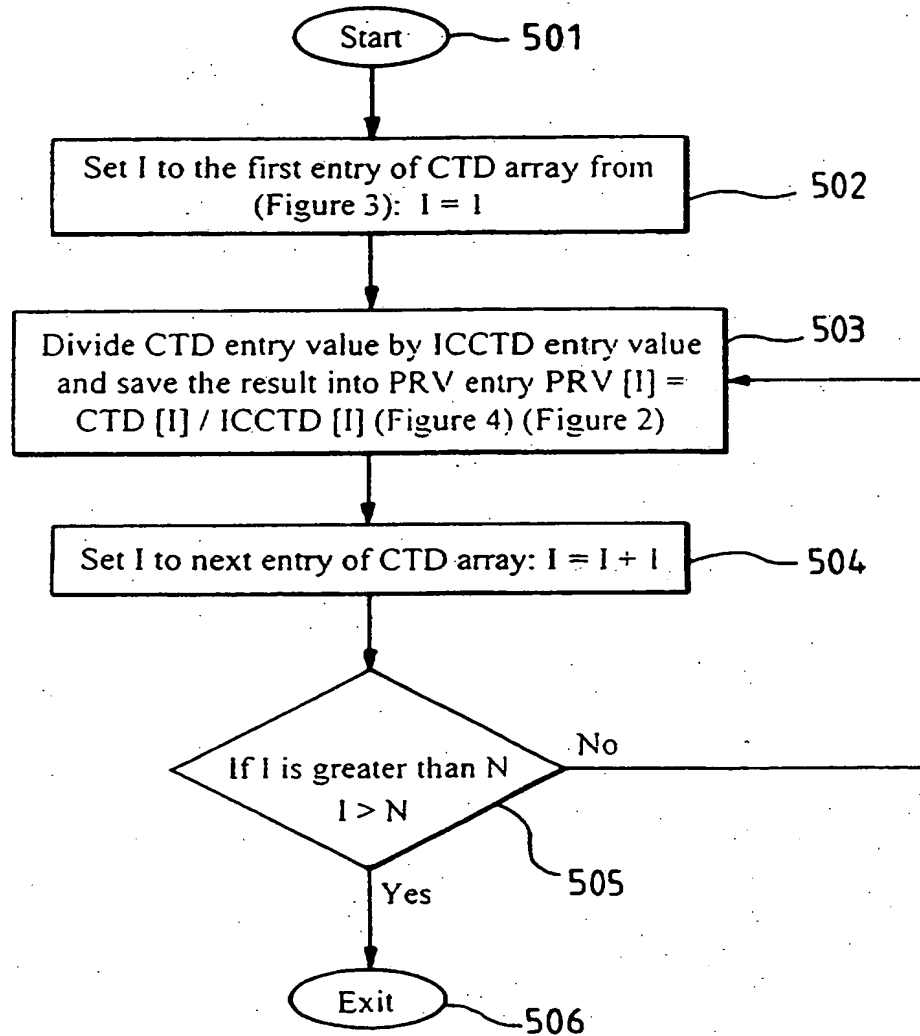 Start
501
Set I to the first entry of CTD array from
(Figure 3): I = 1
502
Divide CTD entry value by ICCTD entry value
and save the result into PRV entry PRV [I] =
CTD [I] / ICCTD [I] (Figure 4) (Figure 2)
503
Set I to next entry of CTD array: I = I + 1
504
If I is greater than N
I > N
No
505
Yes
Exit
506